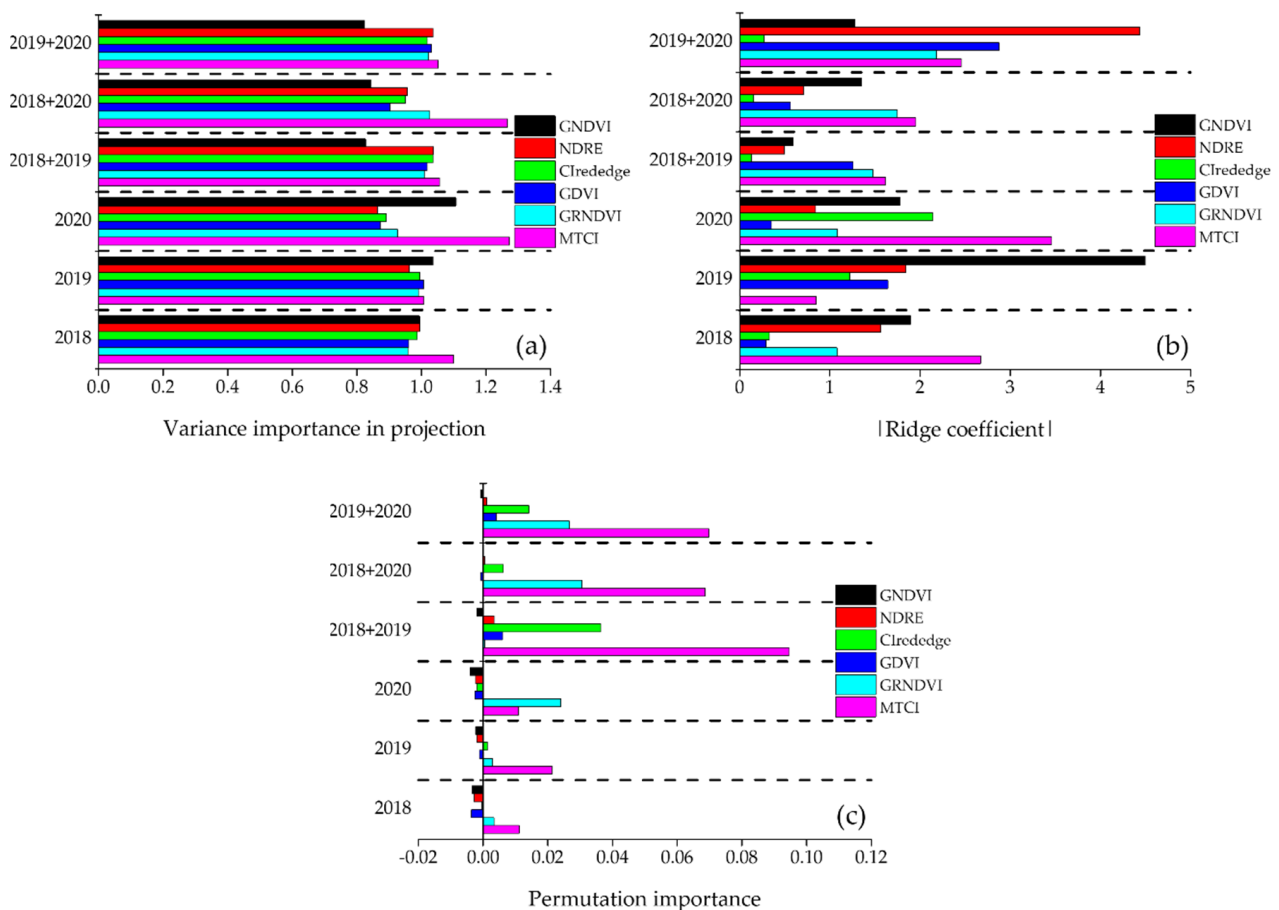 2019+2020
2018+2020
2018+2019
2020
2019
2018
GNDVI
NDRE
CIrededge
GDVI
GRNDVI
MTCI
(a)
0.0 0.2 0.4 0.6 0.8 1.0 1.2 1.4
Variance importance in projection
2019+2020
2018+2020
2018+2019
2020
2019
2018
GNDVI
NDRE
CIrededge
GDVI
GRNDVI
MTCI
(b)
0 1 2 3 4 5
|Ridge coefficient|
2019+2020
2018+2020
2018+2019
2020
2019
2018
GNDVI
NDRE
CIrededge
GDVI
GRNDVI
MTCI
(c)
-0.02 0.00 0.02 0.04 0.06 0.08 0.10 0.12
Permutation importance